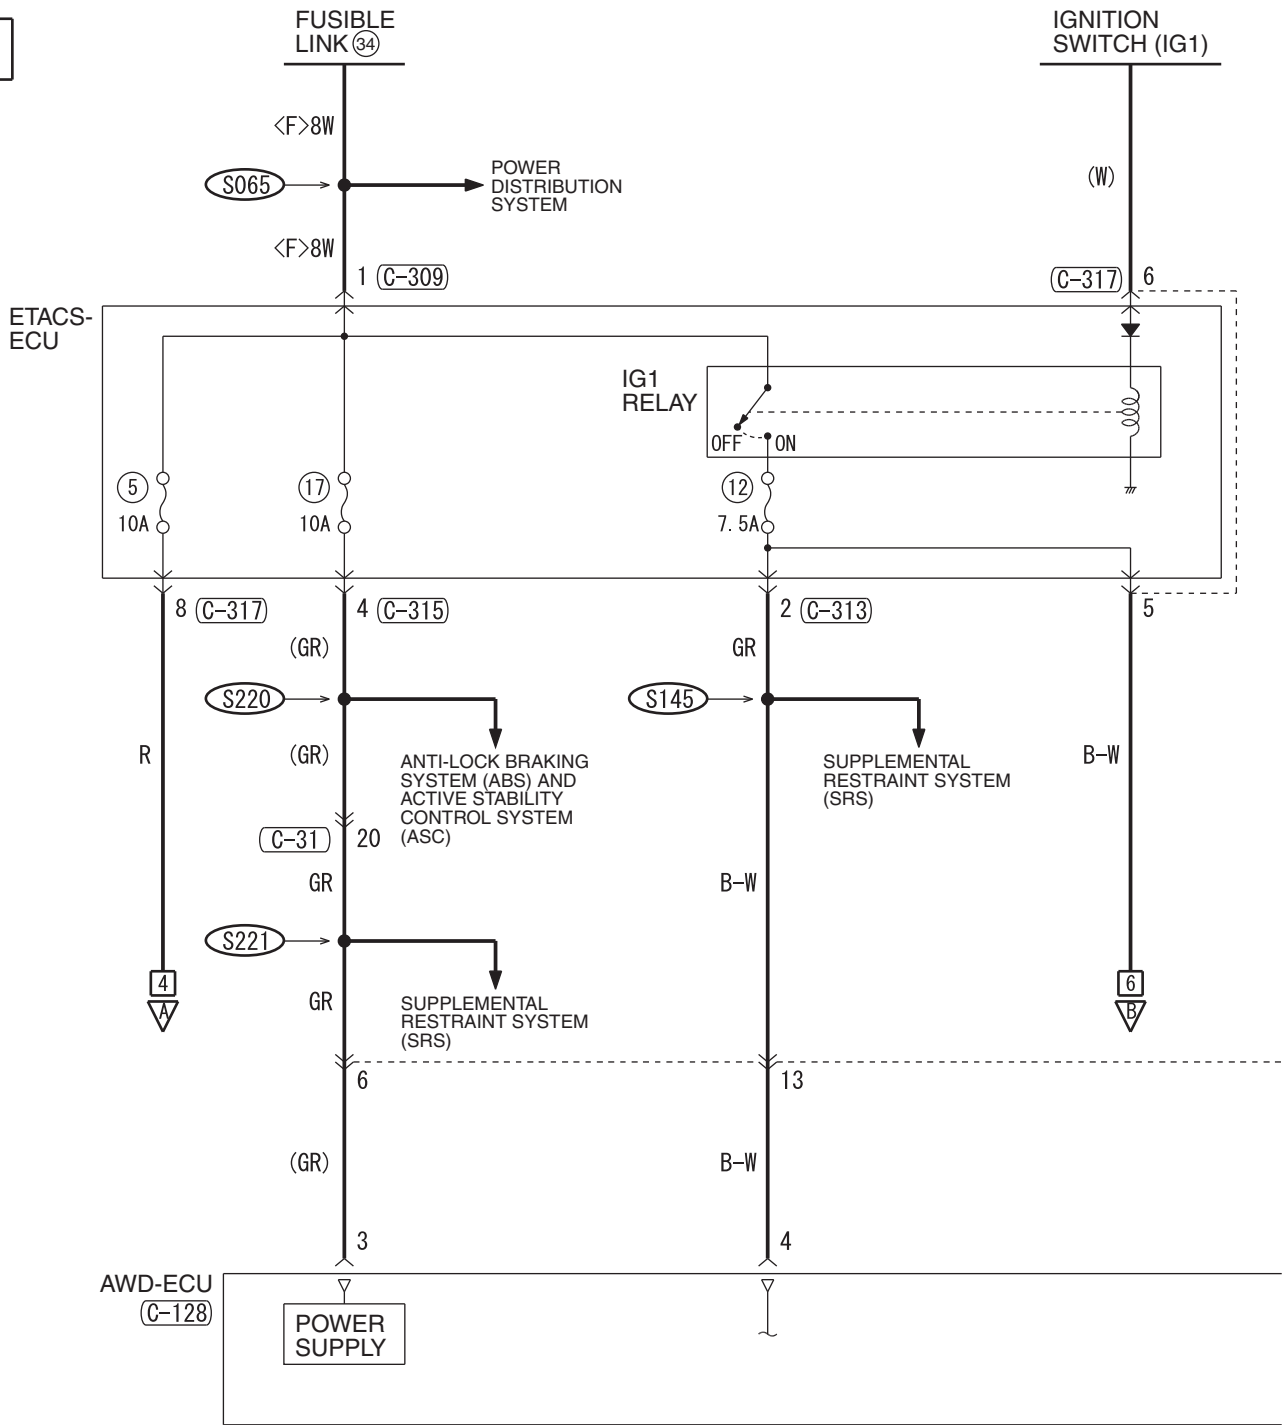 FUSIBLE
LINK 34
IGNITION
SWITCH (IG1)
<F>8W
(W)
S065
POWER
DISTRIBUTION
SYSTEM
<F>8W
1 C-309
C-317 6
ETACS-
ECU
IG1
RELAY
OFF ON
5
10A
17
10A
12
7.5A
8 C-317
4 C-315
2 C-313
5
(GR)
GR
S220
S145
R
(GR)
ANTI-LOCK BRAKING
SYSTEM (ABS) AND
ACTIVE STABILITY
CONTROL SYSTEM
(ASC)
SUPPLEMENTAL
RESTRAINT SYSTEM
(SRS)
B-W
C-31 20
GR
B-W
S221
4
A
GR
SUPPLEMENTAL
RESTRAINT SYSTEM
(SRS)
6
B
6
13
(GR)
B-W
3
4
AWD-ECU
C-128
POWER
SUPPLY